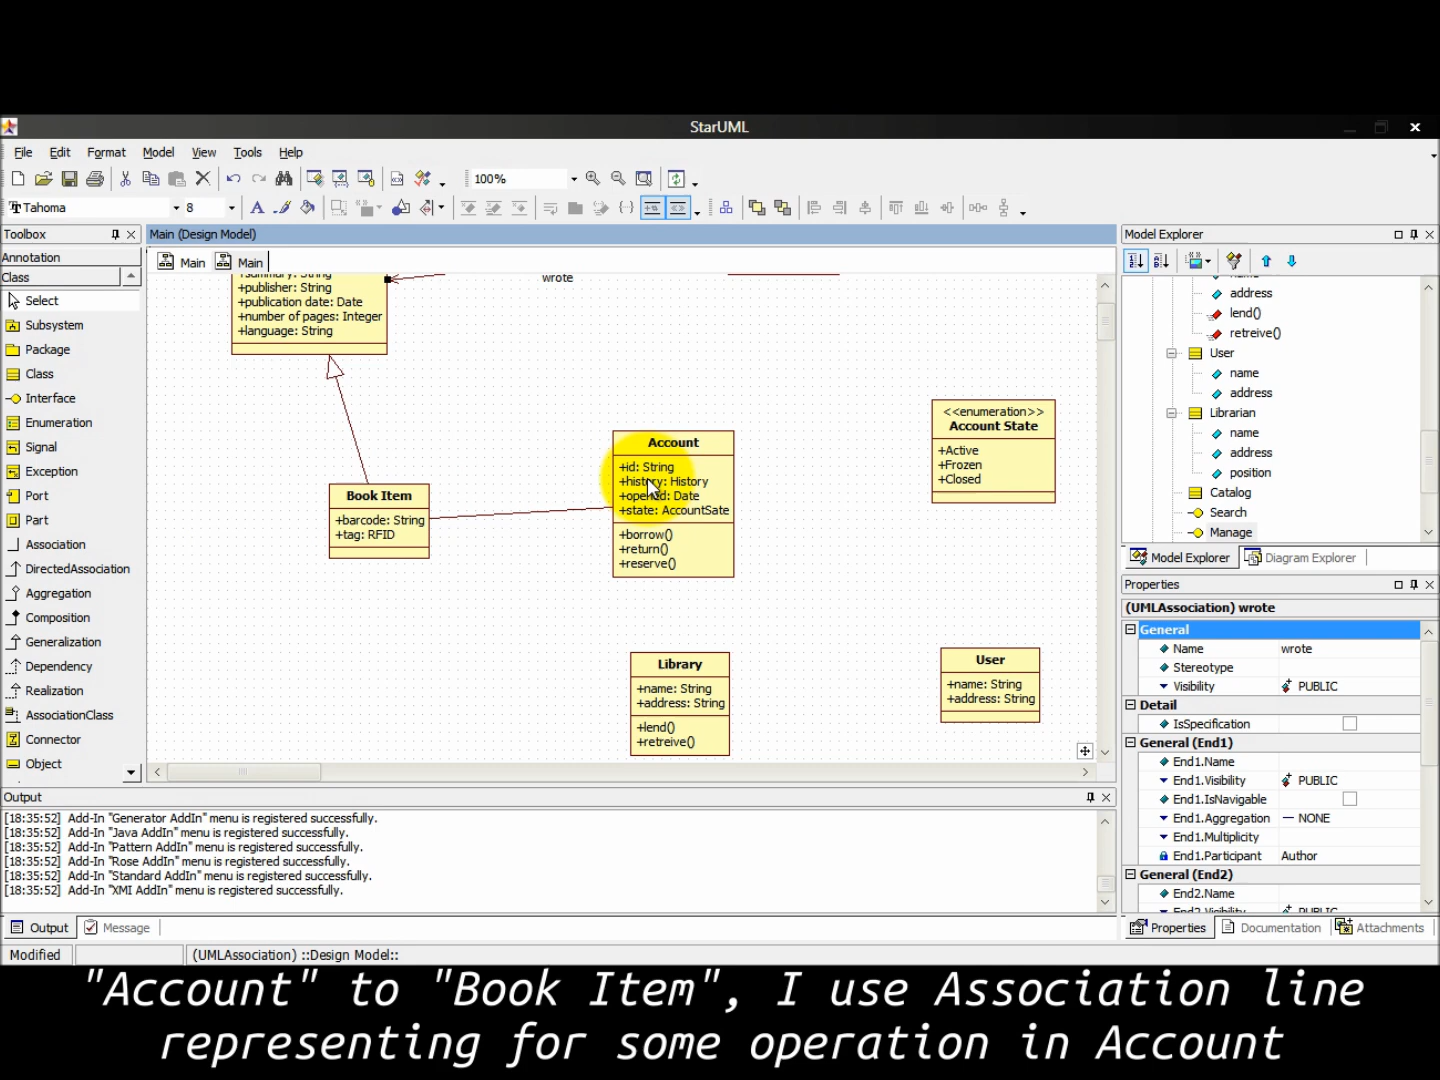 StarUML
File Edit Format Model View Tools Help
100%
Tahoma 8
Toolbox
Main (Design Model)
Model Explorer
Annotation
Class
Main Main
Select
Subsystem
Package
Class
Interface
Enumeration
Signal
Exception
Port
Part
Association
DirectedAssociation
Aggregation
Composition
Generalization
Dependency
Realization
AssociationClass
Connector
Object
+summary: String
+publisher: String
+publication date: Date
+number of pages: Integer
+language: String
wrote
Book Item
+barcode: String
+tag: RFID
Account
+id: String
+history: History
+opened: Date
+state: AccountSate
+borrow()
+return()
+reserve()
<<enumeration>>
Account State
+Active
+Frozen
+Closed
Library
+name: String
+address: String
+lend()
+retreive()
User
+name: String
+address: String
address
lend()
retreive()
User
name
address
Librarian
name
address
position
Catalog
Search
Manage
Model Explorer Diagram Explorer
Properties
(UMLAssociation) wrote
General
Name wrote
Stereotype
Visibility PUBLIC
Detail
IsSpecification
General (End1)
End1.Name
End1.Visibility PUBLIC
End1.IsNavigable
End1.Aggregation NONE
End1.Multiplicity
End1.Participant Author
General (End2)
End2.Name
End2.Visibility PUBLIC
Properties Documentation Attachments
Output
[18:35:52] Add-In "Generator AddIn" menu is registered successfully.
[18:35:52] Add-In "Java AddIn" menu is registered successfully.
[18:35:52] Add-In "Pattern AddIn" menu is registered successfully.
[18:35:52] Add-In "Rose AddIn" menu is registered successfully.
[18:35:52] Add-In "Standard AddIn" menu is registered successfully.
[18:35:52] Add-In "XMI AddIn" menu is registered successfully.
Output Message
Modified (UMLAssociation) ::Design Model::
"Account" to "Book Item", I use Association line
representing for some operation in Account